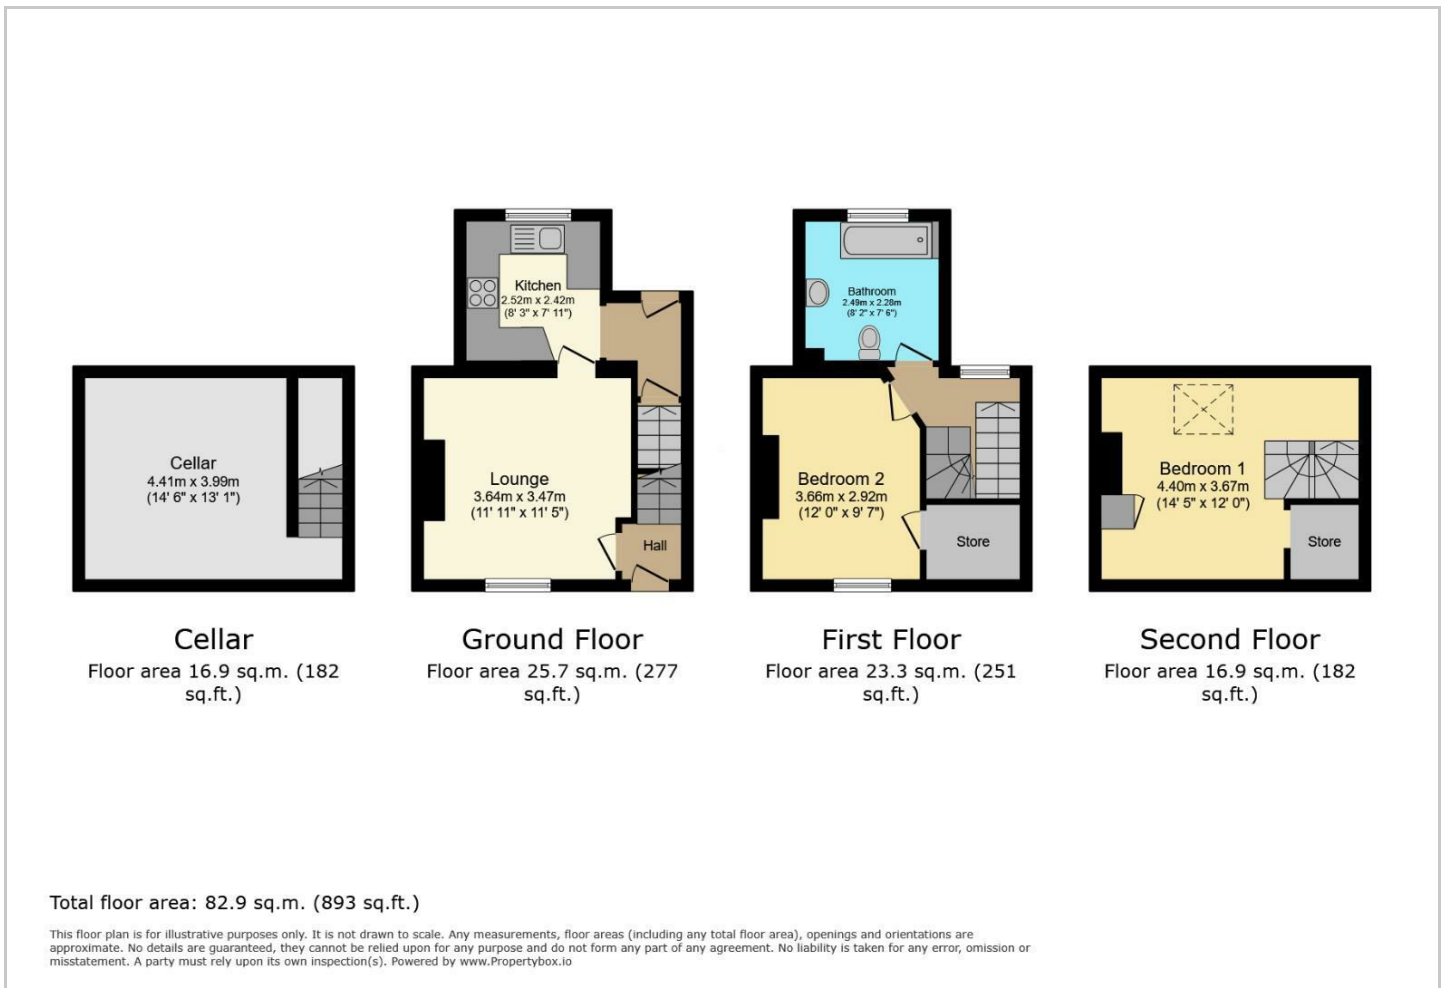 Kitchen
2.52m x 2.42m
(8' 3" x 7' 11")
Bathroom
2.49m x 2.28m
(8' 2" x 7' 6")
Cellar
4.41m x 3.99m
(14' 6" x 13' 1")
Lounge
3.64m x 3.47m
(11' 11" x 11' 5")
Hall
Bedroom 2
3.66m x 2.92m
(12' 0" x 9' 7")
Store
Bedroom 1
4.40m x 3.67m
(14' 5" x 12' 0")
Store
Cellar
Floor area 16.9 sq.m. (182
sq.ft.)
Ground Floor
Floor area 25.7 sq.m. (277
sq.ft.)
First Floor
Floor area 23.3 sq.m. (251
sq.ft.)
Second Floor
Floor area 16.9 sq.m. (182
sq.ft.)
Total floor area: 82.9 sq.m. (893 sq.ft.)
This floor plan is for illustrative purposes only. It is not drawn to scale. Any measurements, floor areas (including any total floor area), openings and orientations are
approximate. No details are guaranteed, they cannot be relied upon for any purpose and do not form any part of any agreement. No liability is taken for any error, omission or
misstatement. A party must rely upon its own inspection(s). Powered by www.Propertybox.io